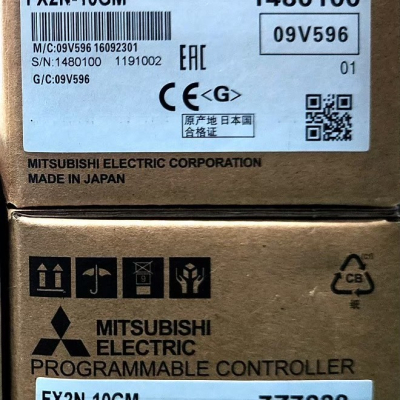 FX2N-10GM
1480100
M/C:09V596 16092301
09V596
S/N:1480100 1191002
EAC
01
G/C:09V596
CE <G>
原产地 日本国
合格证
MITSUBISHI ELECTRIC CORPORATION
MADE IN JAPAN
CB
紙
MITSUBISHI
ELECTRIC
PROGRAMMABLE CONTROLLER
FX2N-10GM